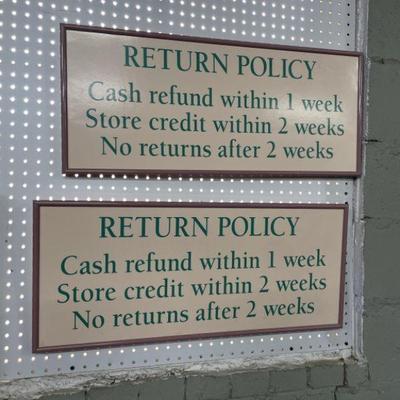 RETURN POLICY
Cash refund within 1 week
Store credit within 2 weeks
No returns after 2 weeks
RETURN POLICY
Cash refund within 1 week
Store credit within 2 weeks
No returns after 2 weeks